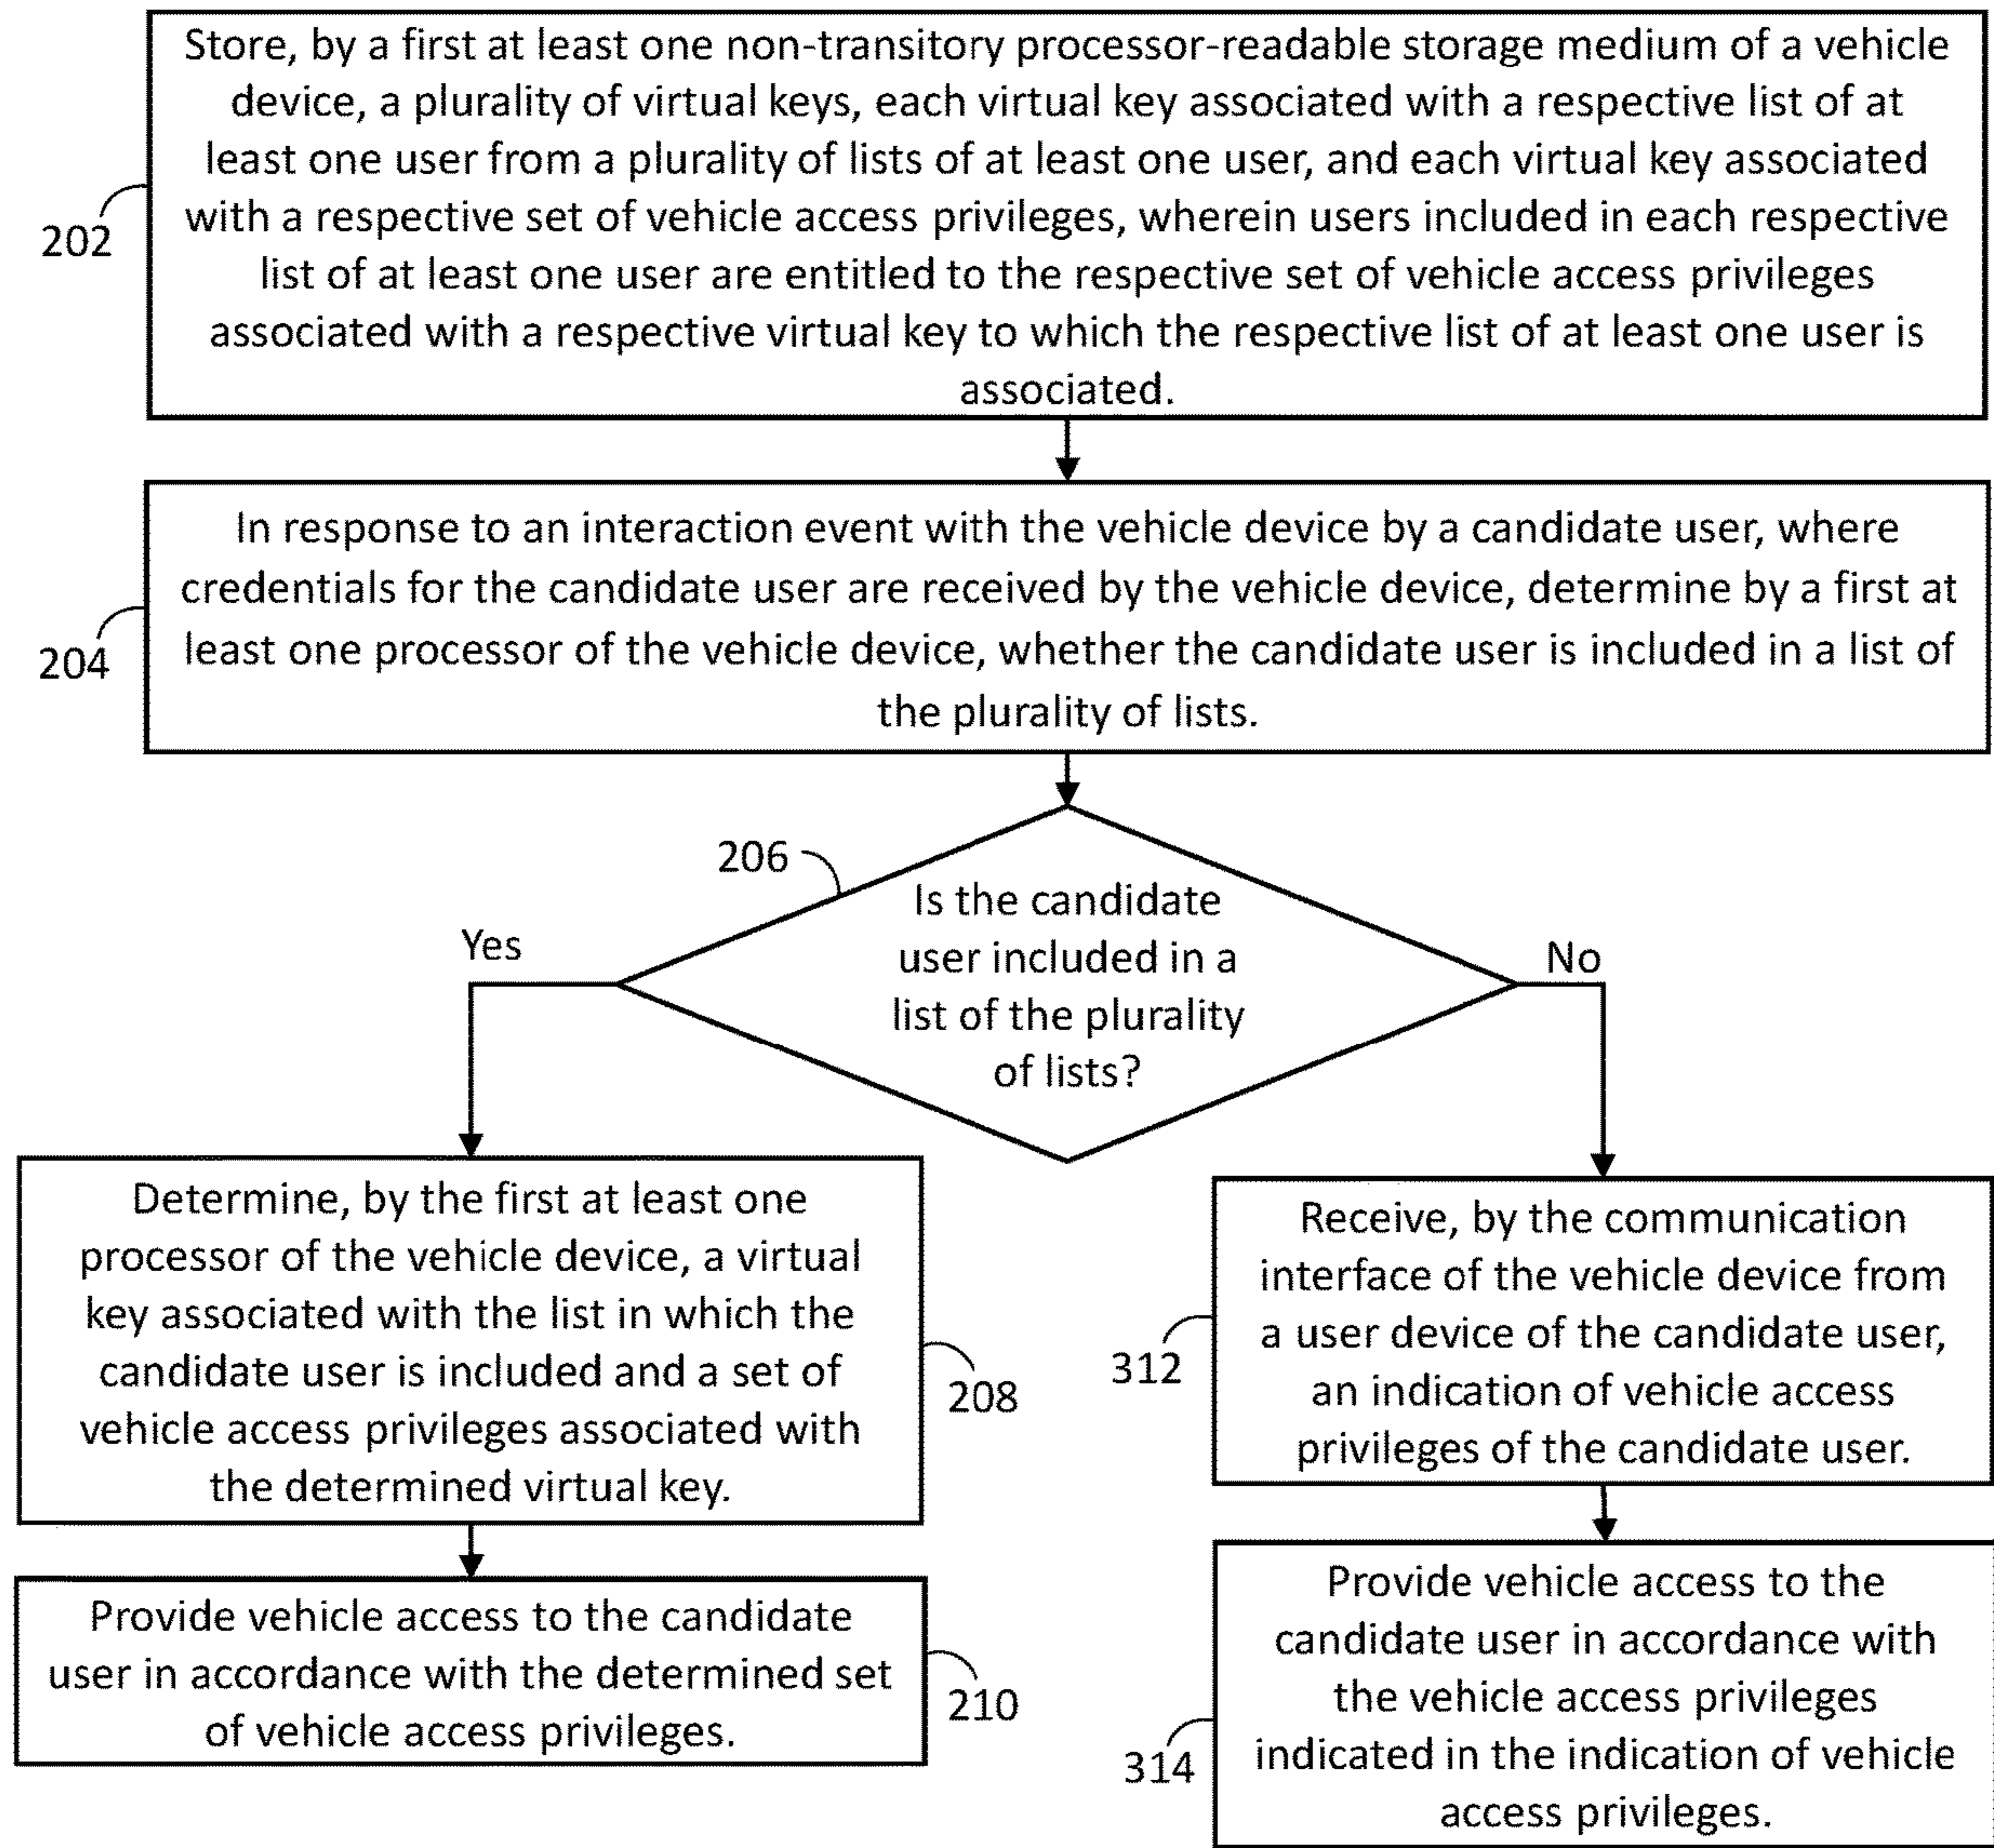 Store, by a first at least one non-transitory processor-readable storage medium of a vehicle
device, a plurality of virtual keys, each virtual key associated with a respective list of at
least one user from a plurality of lists of at least one user, and each virtual key associated
with a respective set of vehicle access privileges, wherein users included in each respective
list of at least one user are entitled to the respective set of vehicle access privileges
associated with a respective virtual key to which the respective list of at least one user is
associated.
202
In response to an interaction event with the vehicle device by a candidate user, where
credentials for the candidate user are received by the vehicle device, determine by a first at
least one processor of the vehicle device, whether the candidate user is included in a list of
the plurality of lists.
204
206
Is the candidate
user included in a
list of the plurality
of lists?
Yes
No
Determine, by the first at least one
processor of the vehicle device, a virtual
key associated with the list in which the
candidate user is included and a set of
vehicle access privileges associated with
the determined virtual key.
208
Provide vehicle access to the candidate
user in accordance with the determined set
of vehicle access privileges.
210
Receive, by the communication
interface of the vehicle device from
a user device of the candidate user,
an indication of vehicle access
privileges of the candidate user.
312
Provide vehicle access to the
candidate user in accordance with
the vehicle access privileges
indicated in the indication of vehicle
access privileges.
314